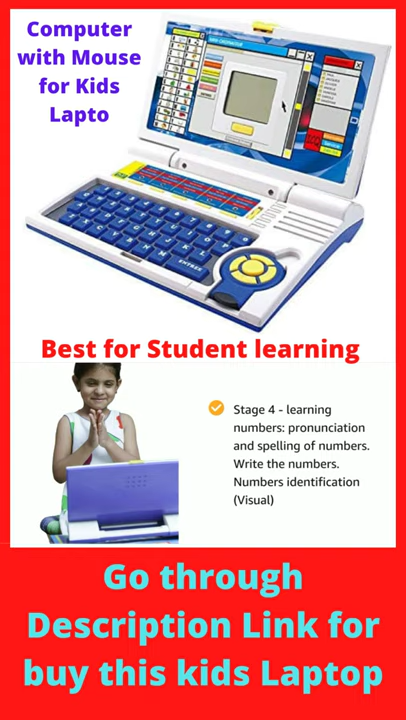 Computer
with Mouse
for Kids
Lapto
Best for Student learning
Stage 4 - learning
numbers: pronunciation
and spelling of numbers.
Write the numbers.
Numbers identification
(Visual)
Go through
Description Link for
buy this kids Laptop